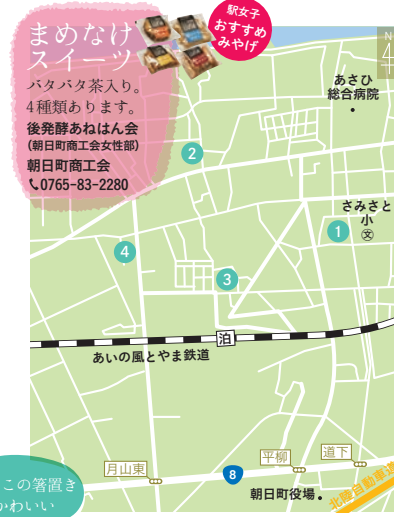 まめなけ
スイーツ
バタバタ茶入り。
4種類あります。
後発酵あねはん会
(朝日町商工会女性部)
朝日町商工会
0765-83-2280
駅女子
おすすめ
みやげ
N
あさひ
総合病院
さみさと
小
文
1
2
4
3
泊
あいの風とやま鉄道
月山東
8
平柳
道下
朝日町役場
北陸自動車道
この箸置き
かわいい